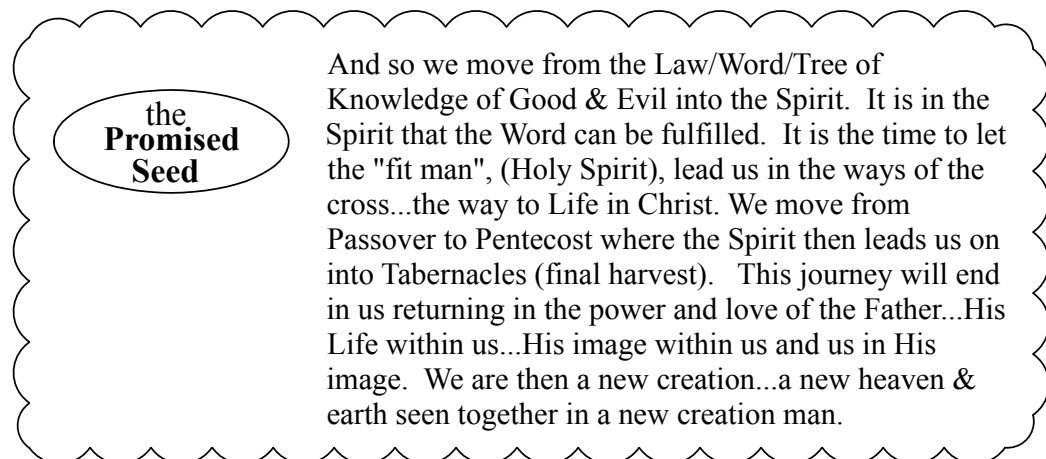 the
Promised
Seed
And so we move from the Law/Word/Tree of
Knowledge of Good & Evil into the Spirit.  It is in the
Spirit that the Word can be fulfilled.  It is the time to let
the "fit man", (Holy Spirit), lead us in the ways of the
cross...the way to Life in Christ. We move from
Passover to Pentecost where the Spirit then leads us on
into Tabernacles (final harvest).   This journey will end
in us returning in the power and love of the Father...His
Life within us...His image within us and us in His
image.  We are then a new creation...a new heaven &
earth seen together in a new creation man.